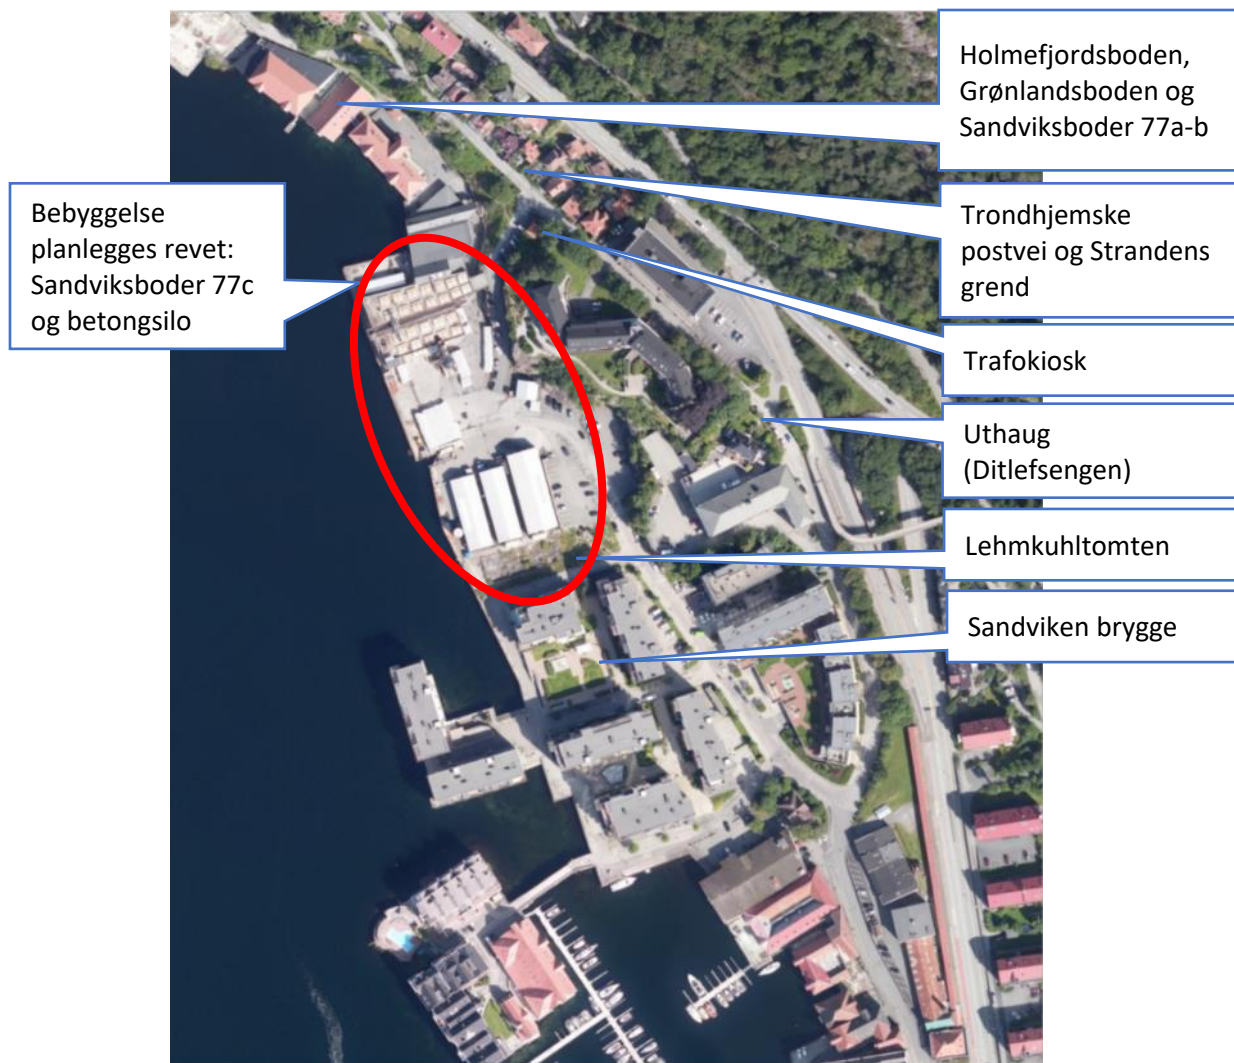 Holmefjordsboden,
Grønlandsboden og
Sandviksboder 77a-b
Bebyggelse
planlegges revet:
Sandviksboder 77c
og betongsilo
Trondhjemske
postvei og Strandens
grend
Trafokiosk
Uthaug
(Ditlefsengen)
Lehmkuhltomten
Sandviken brygge